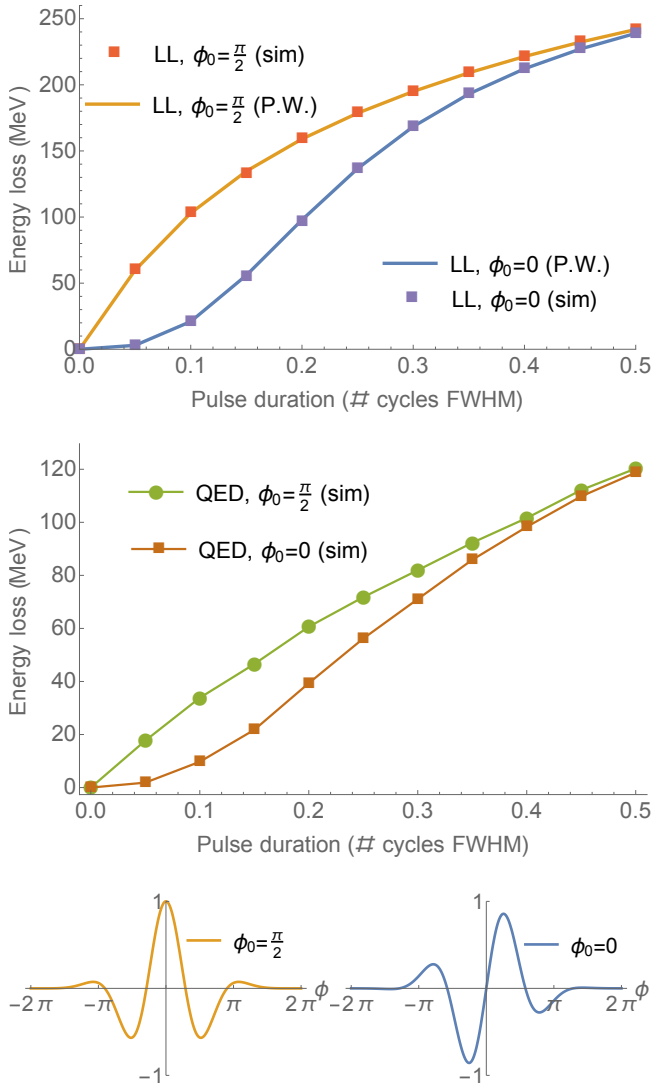 250
200
150
100
50
0
Energy loss (MeV)
LL, ϕ₀=π/2 (sim)
LL, ϕ₀=π/2 (P.W.)
LL, ϕ₀=0 (P.W.)
LL, ϕ₀=0 (sim)
0.0 0.1 0.2 0.3 0.4 0.5
Pulse duration (# cycles FWHM)
120
100
80
60
40
20
0
Energy loss (MeV)
QED, ϕ₀=π/2 (sim)
QED, ϕ₀=0 (sim)
0.0 0.1 0.2 0.3 0.4 0.5
Pulse duration (# cycles FWHM)
1
ϕ₀=π/2
−2π −π π 2π ϕ
−1
1
ϕ₀=0
−2π −π π 2π ϕ
−1